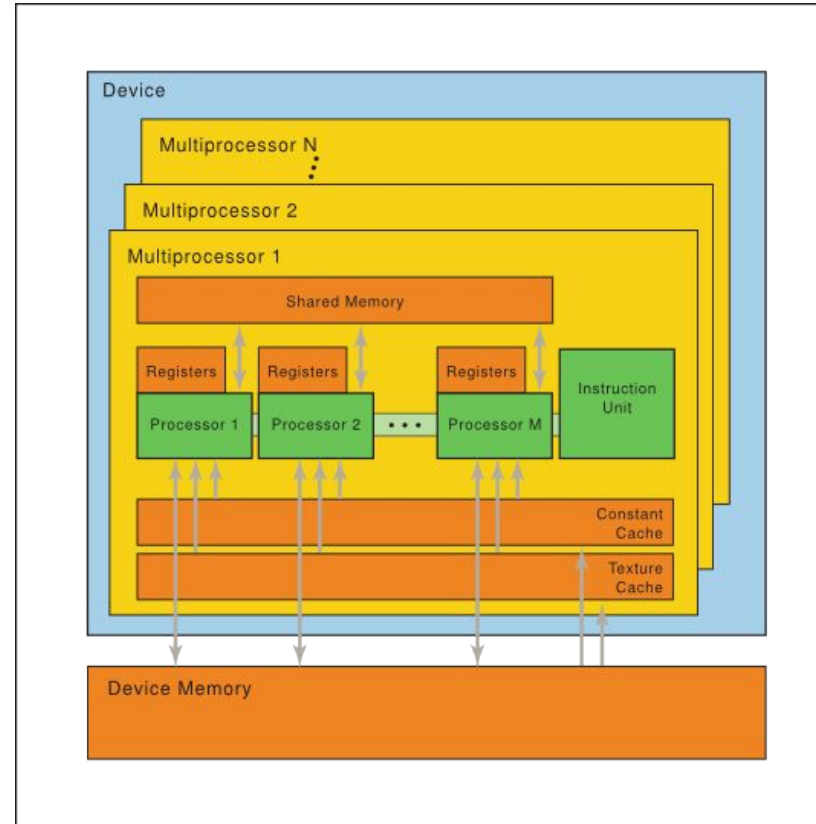 Device
Multiprocessor N
Multiprocessor 2
Multiprocessor 1
Shared Memory
Registers
Registers
Registers
Instruction
Unit
Processor 1
Processor 2
Processor M
Constant
Cache
Texture
Cache
Device Memory